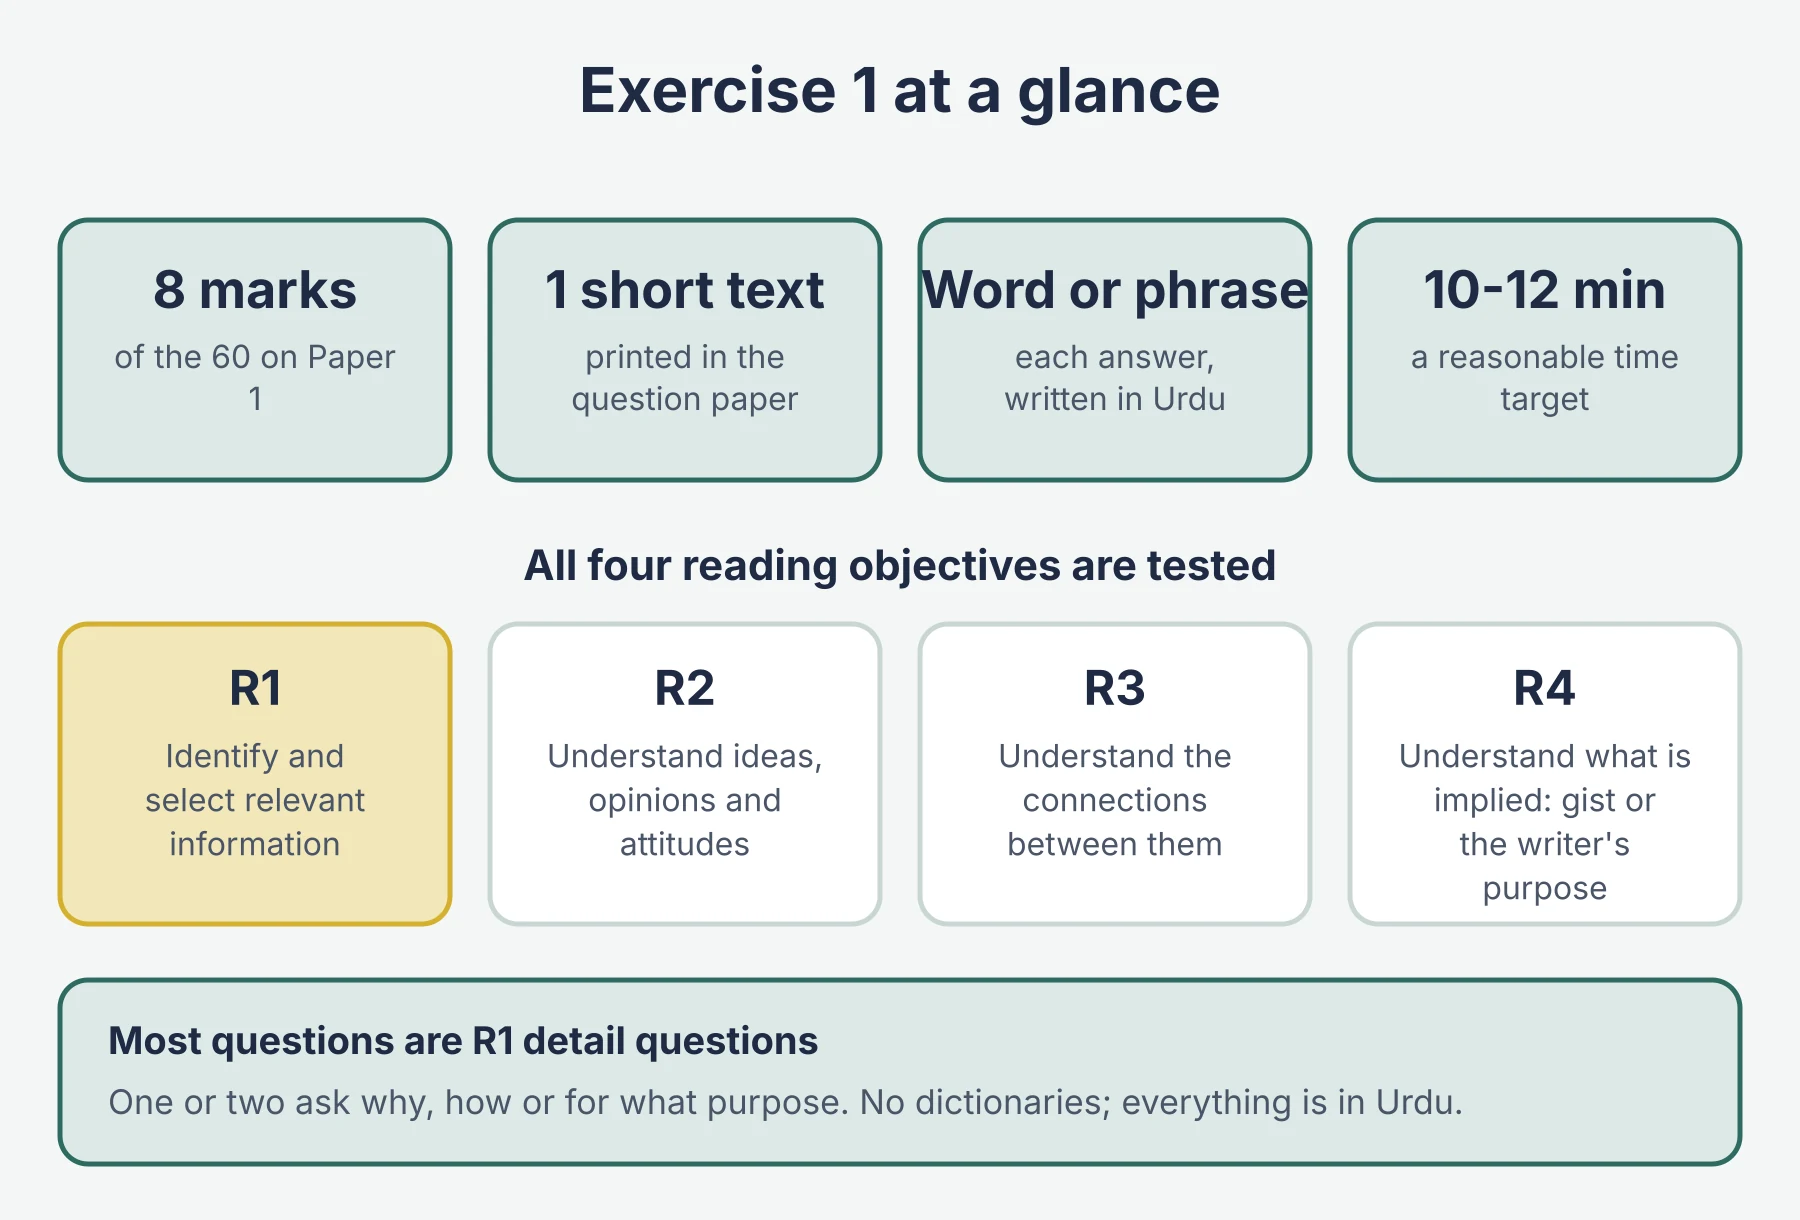 Exercise 1 at a glance
8 marks
of the 60 on Paper
1
1 short text
printed in the
question paper
Word or phrase
each answer,
written in Urdu
10-12 min
a reasonable time
target
All four reading objectives are tested
R1
Identify and
select relevant
information
R2
Understand ideas,
opinions and
attitudes
R3
Understand the
connections
between them
R4
Understand what is
implied: gist or
the writer's
purpose
Most questions are R1 detail questions
One or two ask why, how or for what purpose. No dictionaries; everything is in Urdu.